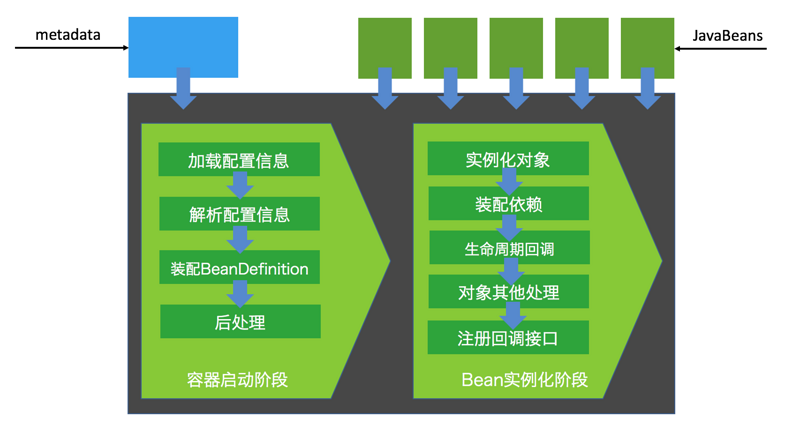 metadata
JavaBeans
加载配置信息
解析配置信息
装配BeanDefinition
后处理
容器启动阶段
实例化对象
装配依赖
生命周期回调
对象其他处理
注册回调接口
Bean实例化阶段